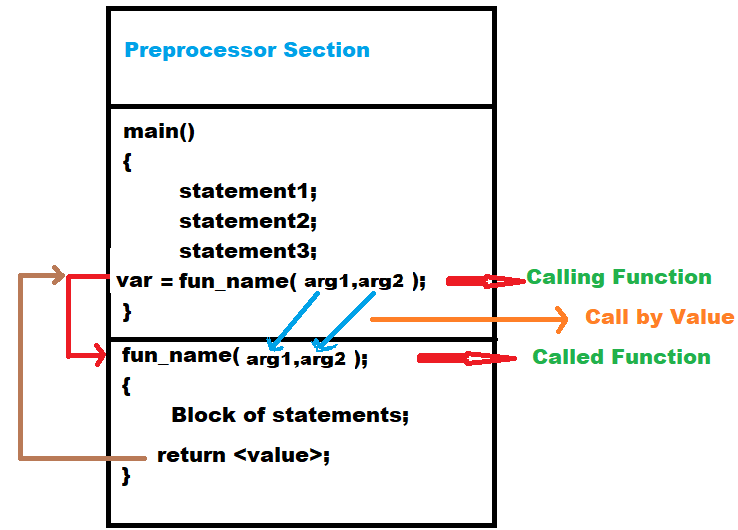 Preprocessor Section
main()
{
statement1;
statement2;
statement3;
var = fun_name( arg1,arg2 );
Calling Function
}
Call by Value
fun_name( arg1,arg2 );
Called Function
{
Block of statements;
return <value>;
}